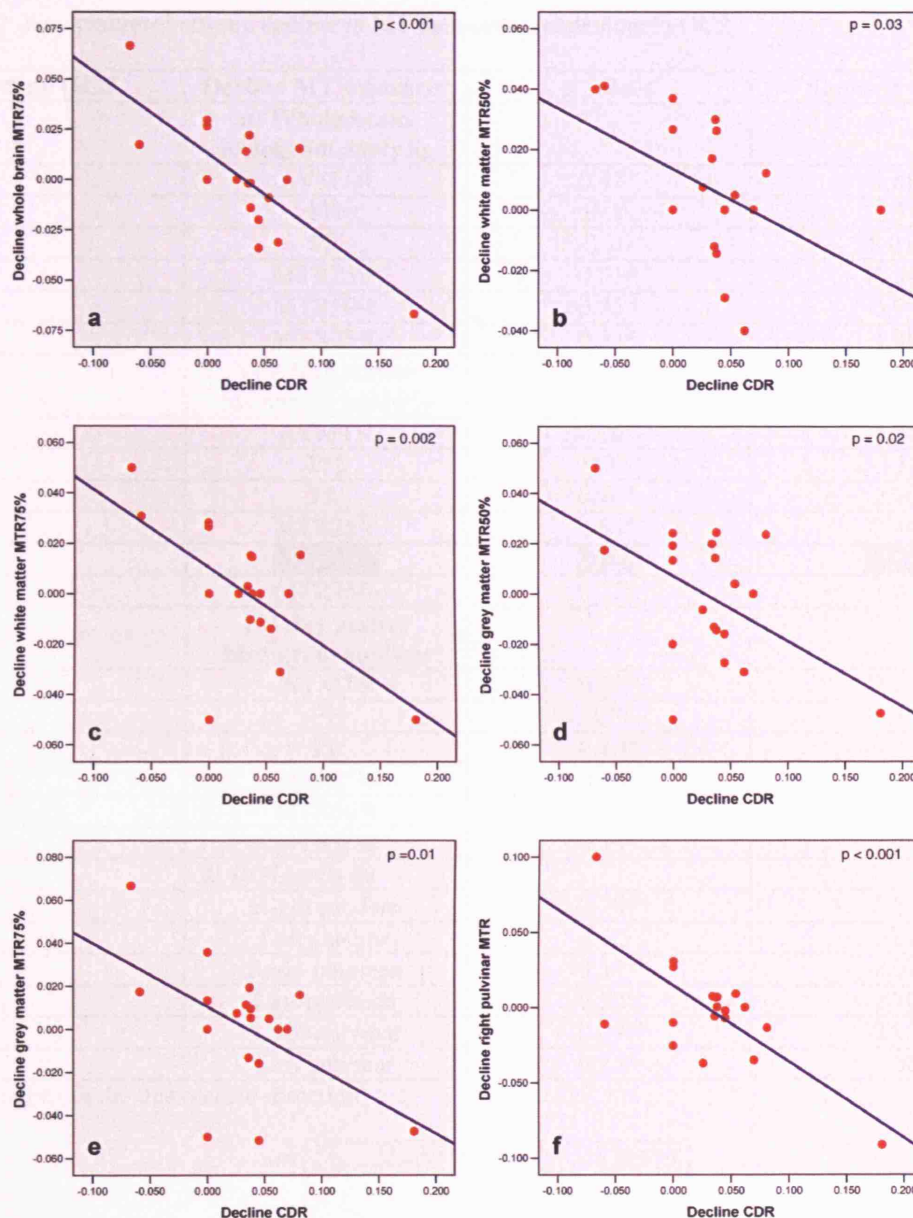 p < 0.001
Decline whole brain MTR75%
0.075
0.050
0.025
0.000
-0.025
-0.050
-0.075
a
-0.100 -0.050 0.000 0.050 0.100 0.150 0.200
Decline CDR
p = 0.03
Decline white matter MTR50%
0.060
0.040
0.020
0.000
-0.020
-0.040
b
-0.100 -0.050 0.000 0.050 0.100 0.150 0.200
Decline CDR
p = 0.002
Decline white matter MTR75%
0.060
0.040
0.020
0.000
-0.020
-0.040
-0.060
c
-0.100 -0.050 0.000 0.050 0.100 0.150 0.200
Decline CDR
p = 0.02
Decline grey matter MTR50%
0.060
0.040
0.020
0.000
-0.020
-0.040
-0.060
d
-0.100 -0.050 0.000 0.050 0.100 0.150 0.200
Decline CDR
p =0.01
Decline grey matter MTR75%
0.080
0.060
0.040
0.020
0.000
-0.020
-0.040
-0.060
e
-0.100 -0.050 0.000 0.050 0.100 0.150 0.200
Decline CDR
p < 0.001
Decline right pulvinar MTR
0.100
0.050
0.000
-0.050
-0.100
f
-0.100 -0.050 0.000 0.050 0.100 0.150 0.200
Decline CDR